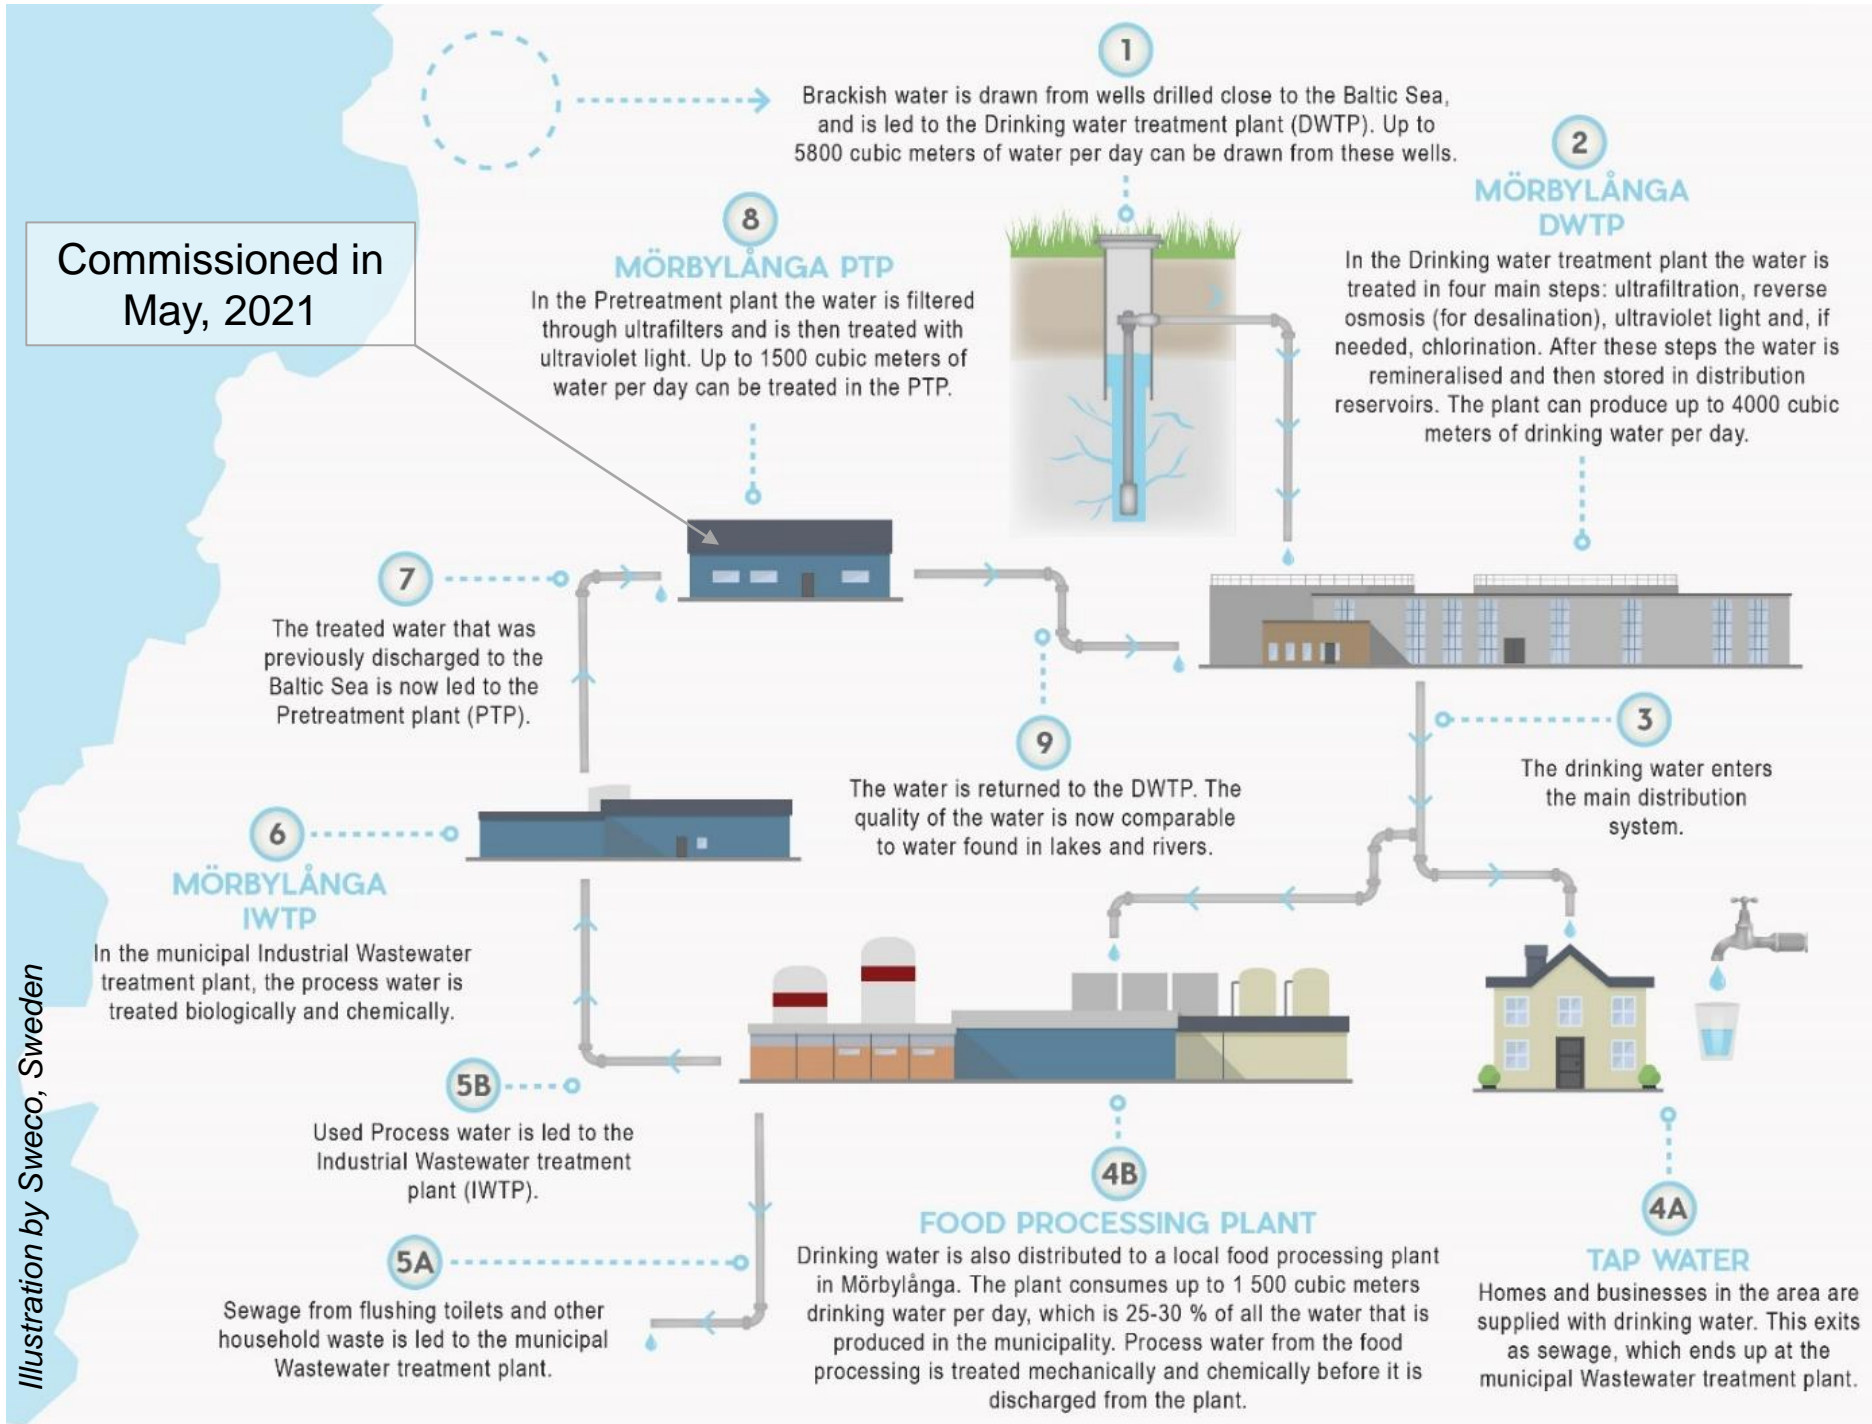 1
Brackish water is drawn from wells drilled close to the Baltic Sea,
and is led to the Drinking water treatment plant (DWTP). Up to
5800 cubic meters of water per day can be drawn from these wells.
2
MÖRBYLÅNGA
DWTP
In the Drinking water treatment plant the water is
treated in four main steps: ultrafiltration, reverse
osmosis (for desalination), ultraviolet light and, if
needed, chlorination. After these steps the water is
remineralised and then stored in distribution
reservoirs. The plant can produce up to 4000 cubic
meters of drinking water per day.
8
MÖRBYLÅNGA PTP
In the Pretreatment plant the water is filtered
through ultrafilters and is then treated with
ultraviolet light. Up to 1500 cubic meters of
water per day can be treated in the PTP.
Commissioned in
May, 2021
7
The treated water that was
previously discharged to the
Baltic Sea is now led to the
Pretreatment plant (PTP).
9
The water is returned to the DWTP. The
quality of the water is now comparable
to water found in lakes and rivers.
3
The drinking water enters
the main distribution
system.
6
MÖRBYLÅNGA
IWTP
In the municipal Industrial Wastewater
treatment plant, the process water is
treated biologically and chemically.
5B
Used Process water is led to the
Industrial Wastewater treatment
plant (IWTP).
5A
Sewage from flushing toilets and other
household waste is led to the municipal
Wastewater treatment plant.
4B
FOOD PROCESSING PLANT
Drinking water is also distributed to a local food processing plant
in Mörbylånga. The plant consumes up to 1 500 cubic meters
drinking water per day, which is 25-30 % of all the water that is
produced in the municipality. Process water from the food
processing is treated mechanically and chemically before it is
discharged from the plant.
4A
TAP WATER
Homes and businesses in the area are
supplied with drinking water. This exits
as sewage, which ends up at the
municipal Wastewater treatment plant.
Illustration by Sweco, Sweden